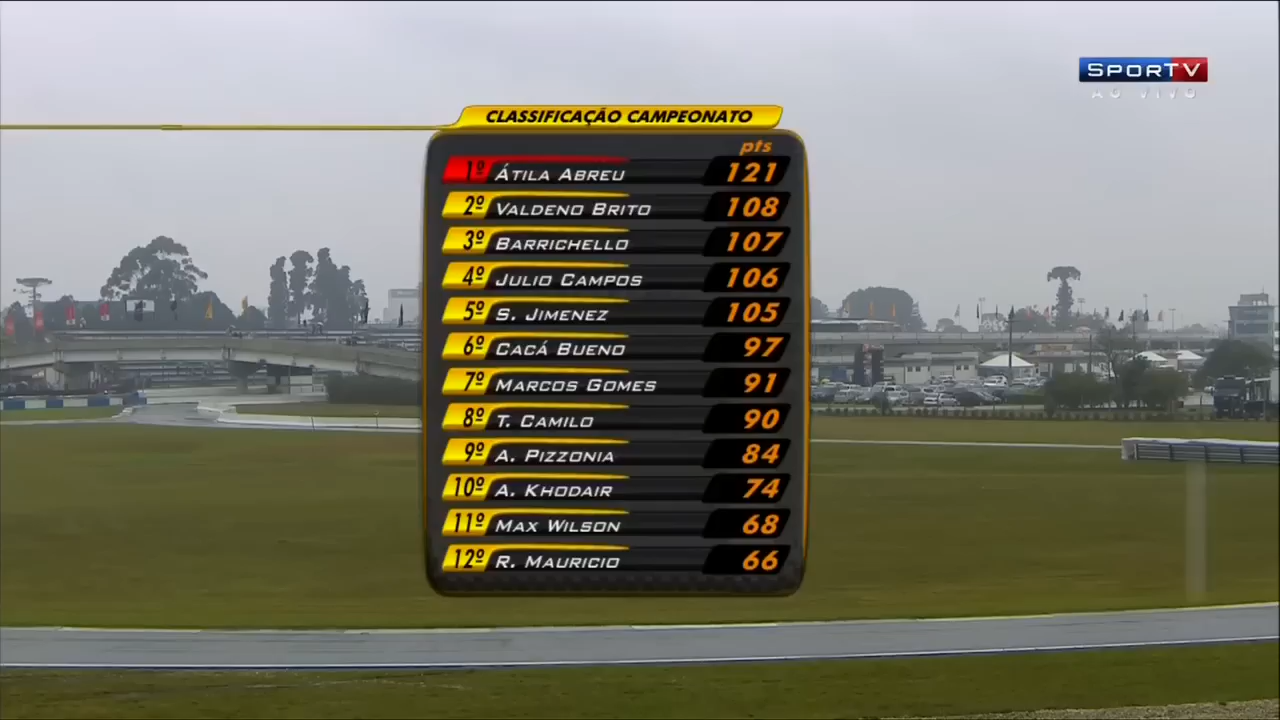 SPORTV
AO VIVO
CLASSIFICAÇÃO CAMPEONATO
pts
1º ÁTILA ABREU 121
2º VALDENO BRITO 108
3º BARRICHELLO 107
4º JULIO CAMPOS 106
5º S. JIMENEZ 105
6º CACÁ BUENO 97
7º MARCOS GOMES 91
8º T. CAMILO 90
9º A. PIZZONIA 84
10º A. KHODAIR 74
11º MAX WILSON 68
12º R. MAURICIO 66